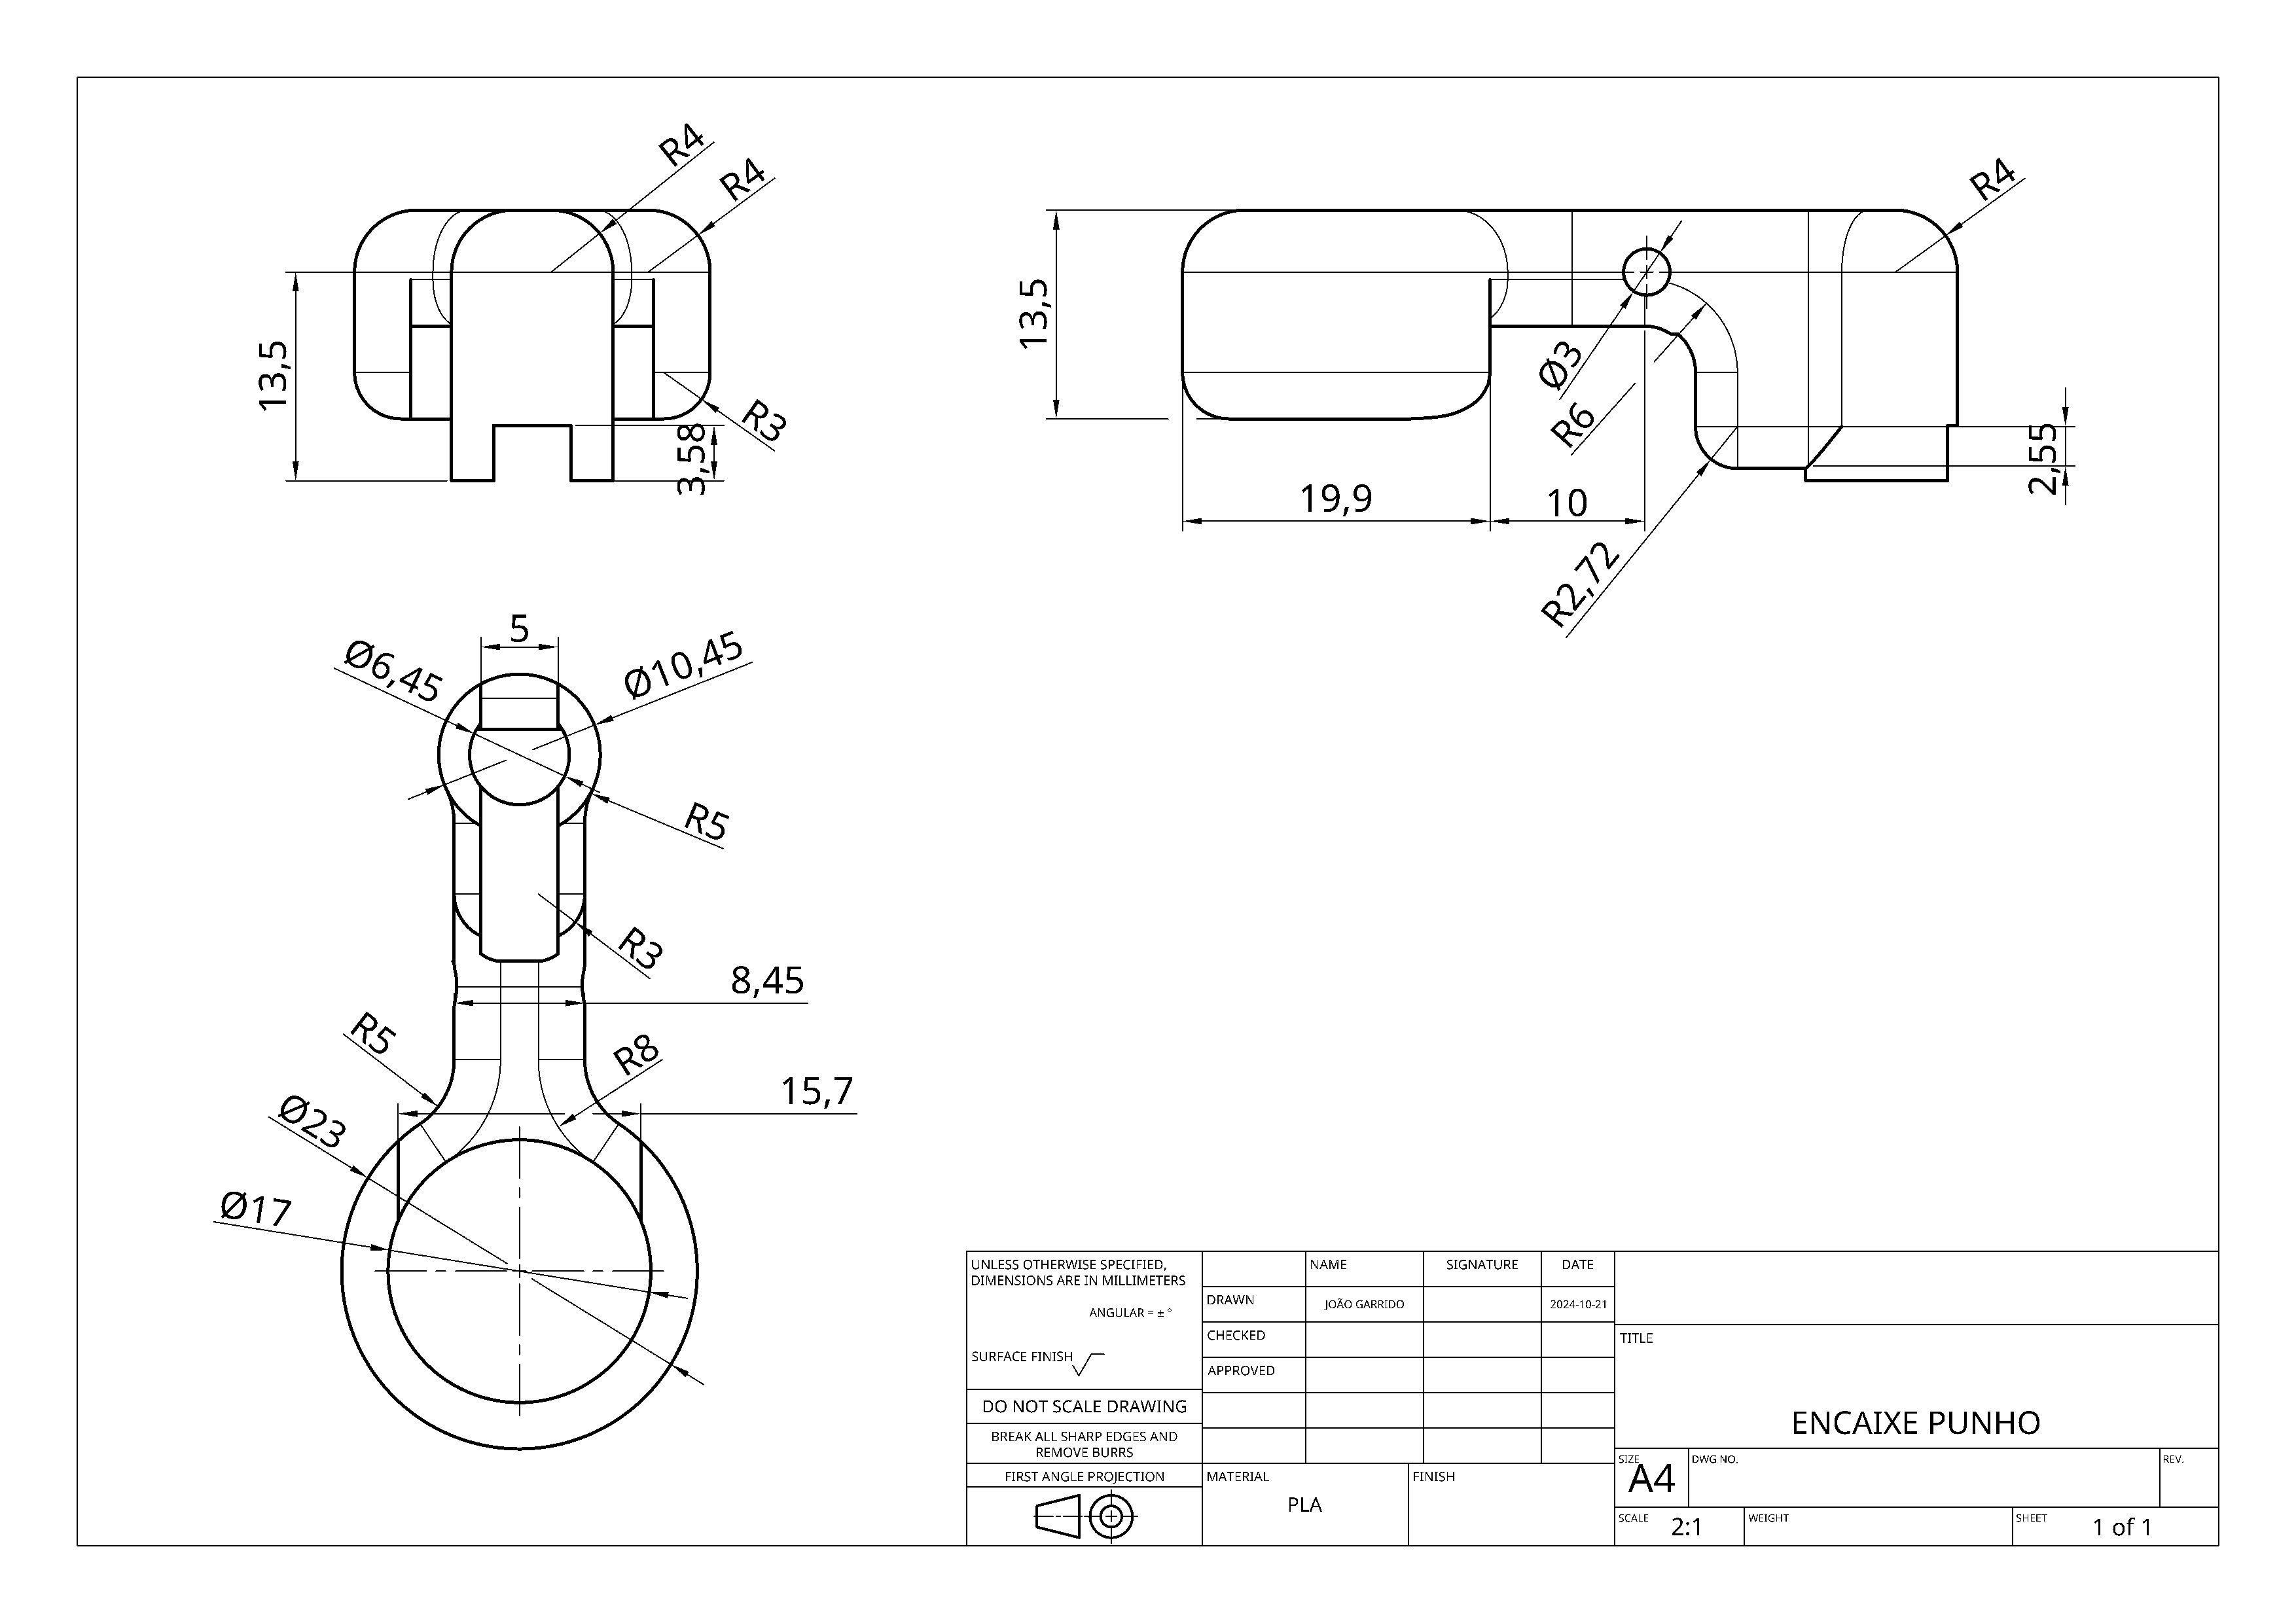 R4
R4
13,5
R3
3,58
R4
13,5
Ø3
R6
2,55
19,9
10
R2,72
5
Ø6,45
Ø10,45
R5
R3
8,45
R5
R8
15,7
Ø23
Ø17
UNLESS OTHERWISE SPECIFIED,
DIMENSIONS ARE IN MILLIMETERS
ANGULAR = ± °
SURFACE FINISH
DO NOT SCALE DRAWING
BREAK ALL SHARP EDGES AND
REMOVE BURRS
FIRST ANGLE PROJECTION
NAME
SIGNATURE
DATE
DRAWN
JOÃO GARRIDO
2024-10-21
CHECKED
APPROVED
MATERIAL
PLA
FINISH
TITLE
ENCAIXE PUNHO
SIZE
A4
DWG NO.
REV.
SCALE
2:1
WEIGHT
SHEET
1 of 1